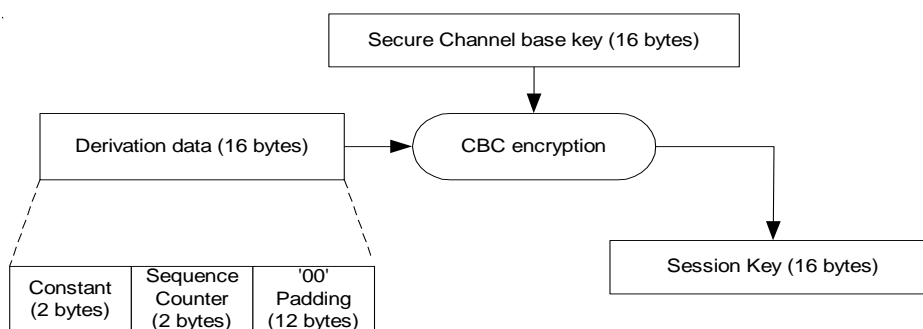 Secure Channel base key (16 bytes)
Derivation data (16 bytes)
CBC encryption
Session Key (16 bytes)
Constant
(2 bytes)
Sequence
Counter
(2 bytes)
'00'
Padding
(12 bytes)